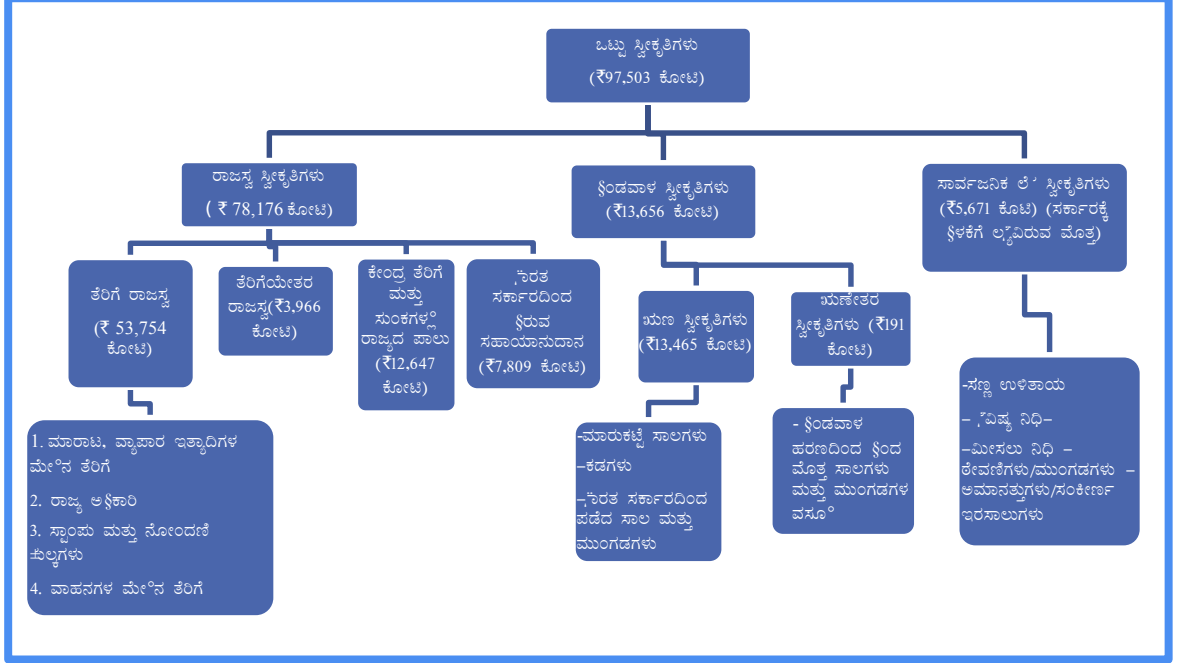 ಒಟ್ಟು ಸ್ವೀಕೃತಿಗಳು
(₹97,503 ಕೋಟಿ)
ರಾಜಸ್ವ ಸ್ವೀಕೃತಿಗಳು
( ₹ 78,176 ಕೋಟಿ)
§ಂಡವಾಳ ಸ್ವೀಕೃತಿಗಳು
(₹13,656 ಕೋಟಿ)
ಸಾರ್ವಜನಿಕ ಸ್ವೀಕೃತಿಗಳು
(₹5,671 ಕೊಟಿ) (ಸರ್ಕಾರಕ್ಕೆ
§ಳಕೆಗೆ ಮೊತ್ತ)
ತೆರಿಗೆ ರಾಜಸ್ವ
(₹ 53,754
ಕೋಟಿ)
ತೆರಿಗೆಯೇತರ
ರಾಜಸ್ವ(₹3,966
ಕೋಟಿ)
ಕೇಂದ್ರ ತೆರಿಗೆ
ಮತ್ತು
ಸುಂಕಗಳಲ್ಲಿ
ರಾಜ್ಯದ ಪಾಲು
(₹12,647
ಕೋಟಿ)
ಸರ್ಕಾರದಿಂದ
§ರುವ
ಸಹಾಯಾನುದಾನ
(₹7,809 ಕೋಟಿ)
ಋಣ ಸ್ವೀಕೃತಿಗಳು
(₹13,465 ಕೋಟಿ)
ಋಣೇತರ
ಸ್ವೀಕೃತಿಗಳು (₹191
ಕೋಟಿ)
1. ಮಾರಾಟ, ವ್ಯಾಪಾರ ಇತ್ಯಾದಿಗಳ
ಮೇ°ನ ತೆರಿಗೆ
2. ರಾಜ್ಯ ಅ§ಕಾರಿ
3. ಸ್ಟಾಂಪು ಮತ್ತು ನೋಂದಣಿ
4. ವಾಹನಗಳ ಮೇ°ನ ತೆರಿಗೆ
-ಮಾರುಕಟ್ಟೆ ಸಾಲಗಳು
–ಕಡಗಳು
ಸರ್ಕಾರದಿಂದ
ಪಡೆದ ಸಾಲ ಮತ್ತು
ಮುಂಗಡಗಳು
- §ಂಡವಾಳ
ಹರಣದಿಂದ §ಂದ
ಮೊತ್ತ ಸಾಲಗಳು
ಮತ್ತು ಮುಂಗಡಗಳ
ವಸೂ°
-ಸಣ್ಣ ಉಳಿತಾಯ
ನಿಧಿ–
–ಮೀಸಲು ನಿಧಿ –
ಠೇವಣಿಗಳು/ಮುಂಗಡಗಳು –
ಅಮಾನತ್ತುಗಳು/ಸಂಕೀರ್ಣ
ಇರಸಾಲುಗಳು